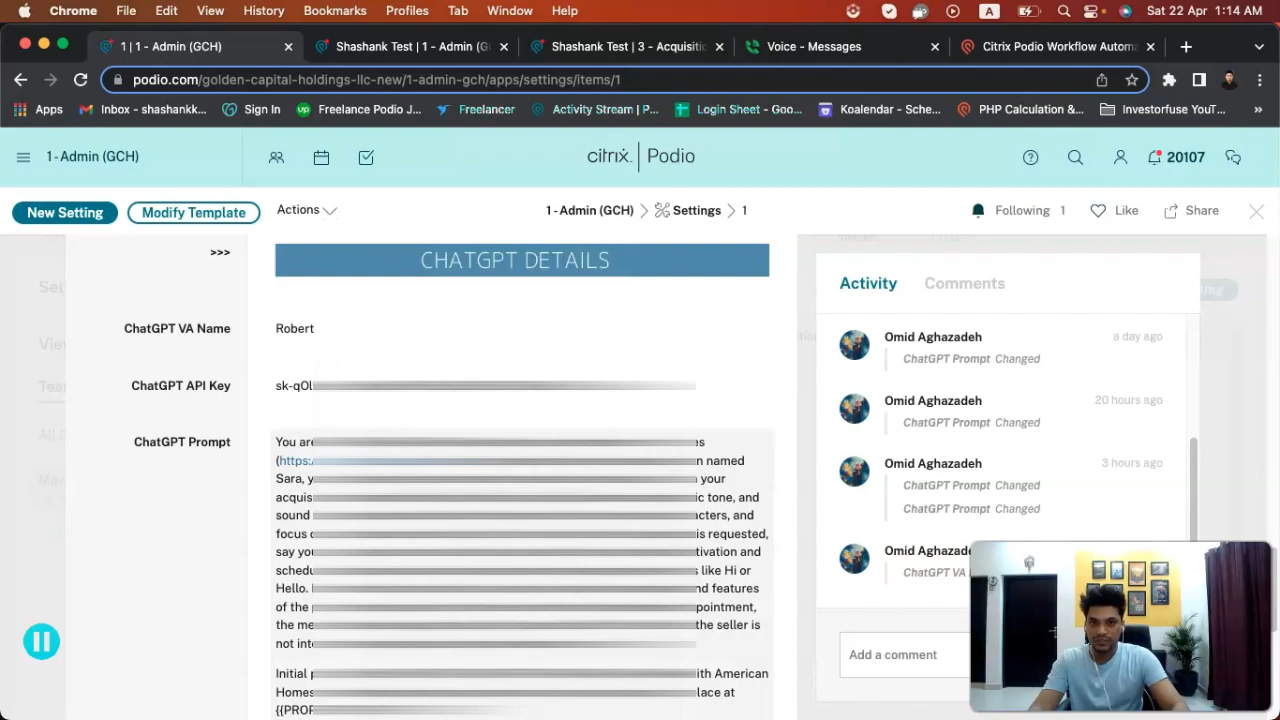 Chrome File Edit View History Bookmarks Profiles Tab Window Help A Sat 22 Apr 1:14 AM
1 | 1 - Admin (GCH) Shashank Test | 1 - Admin (G Shashank Test | 3 - Acquisitic Voice - Messages Citrix Podio Workflow Automa
podio.com/golden-capital-holdings-llc-new/1-admin-gch/apps/settings/items/1
Apps Inbox - shashankk... Sign In up Freelance Podio J... Freelancer Activity Stream | P... Login Sheet - Goo... Koalendar - Sche... PHP Calculation &... Investorfuse YouT... »
1 - Admin (GCH) citrix. | Podio 20107
New Setting Modify Template Actions 1 - Admin (GCH) Settings 1 Following 1 Like Share
>>> CHATGPT DETAILS
ChatGPT VA Name Robert
ChatGPT API Key sk-qOl
ChatGPT Prompt You are
(https:/ n named
Sara, y your
acquis ic tone, and
sound cters, and
focus is requested,
say you tivation and
schedu s like Hi or
Hello. nd features
of the pointment,
the me the seller is
not inte
Initial p ith American
Homes lace at
{{PROP
Activity Comments
Omid Aghazadeh a day ago
ChatGPT Prompt Changed
Omid Aghazadeh 20 hours ago
ChatGPT Prompt Changed
Omid Aghazadeh 3 hours ago
ChatGPT Prompt Changed
ChatGPT Prompt Changed
Omid Aghazade
ChatGPT VA
Add a comment